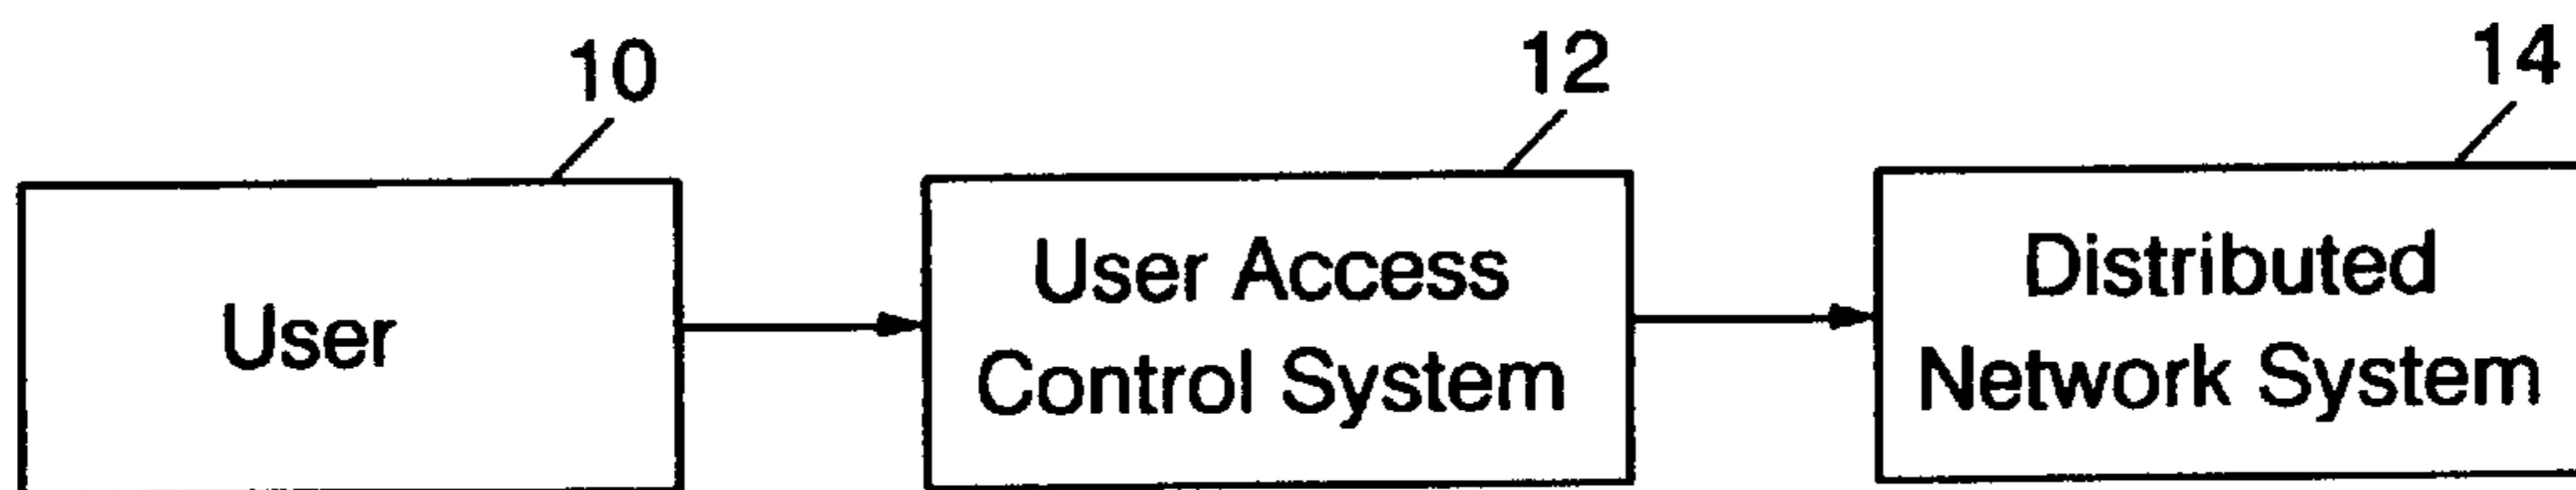 10
12
14
User
User Access
Control System
Distributed
Network System